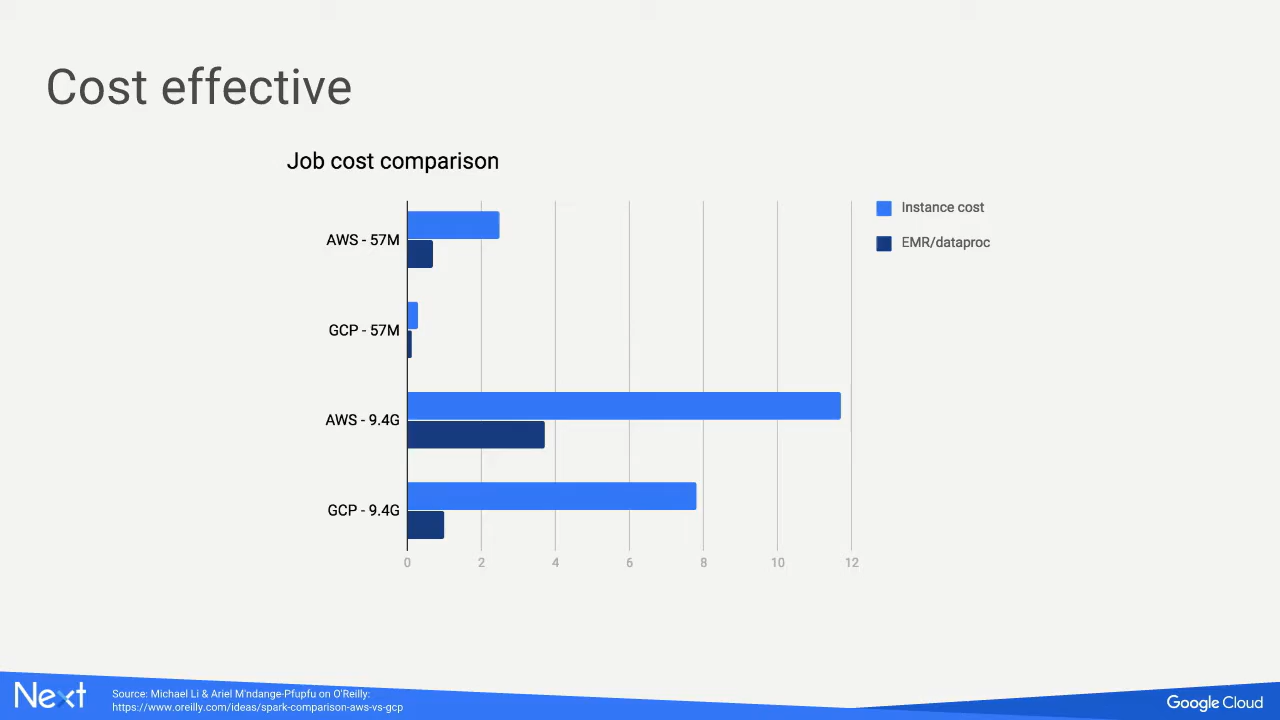 Cost effective
Job cost comparison
Instance cost
EMR/dataproc
AWS - 57M
GCP - 57M
AWS - 9.4G
GCP - 9.4G
0 2 4 6 8 10 12
Next
Source: Michael Li & Ariel M'ndange-Pfupfu on O'Reilly:
https://www.oreilly.com/ideas/spark-comparison-aws-vs-gcp
Google Cloud